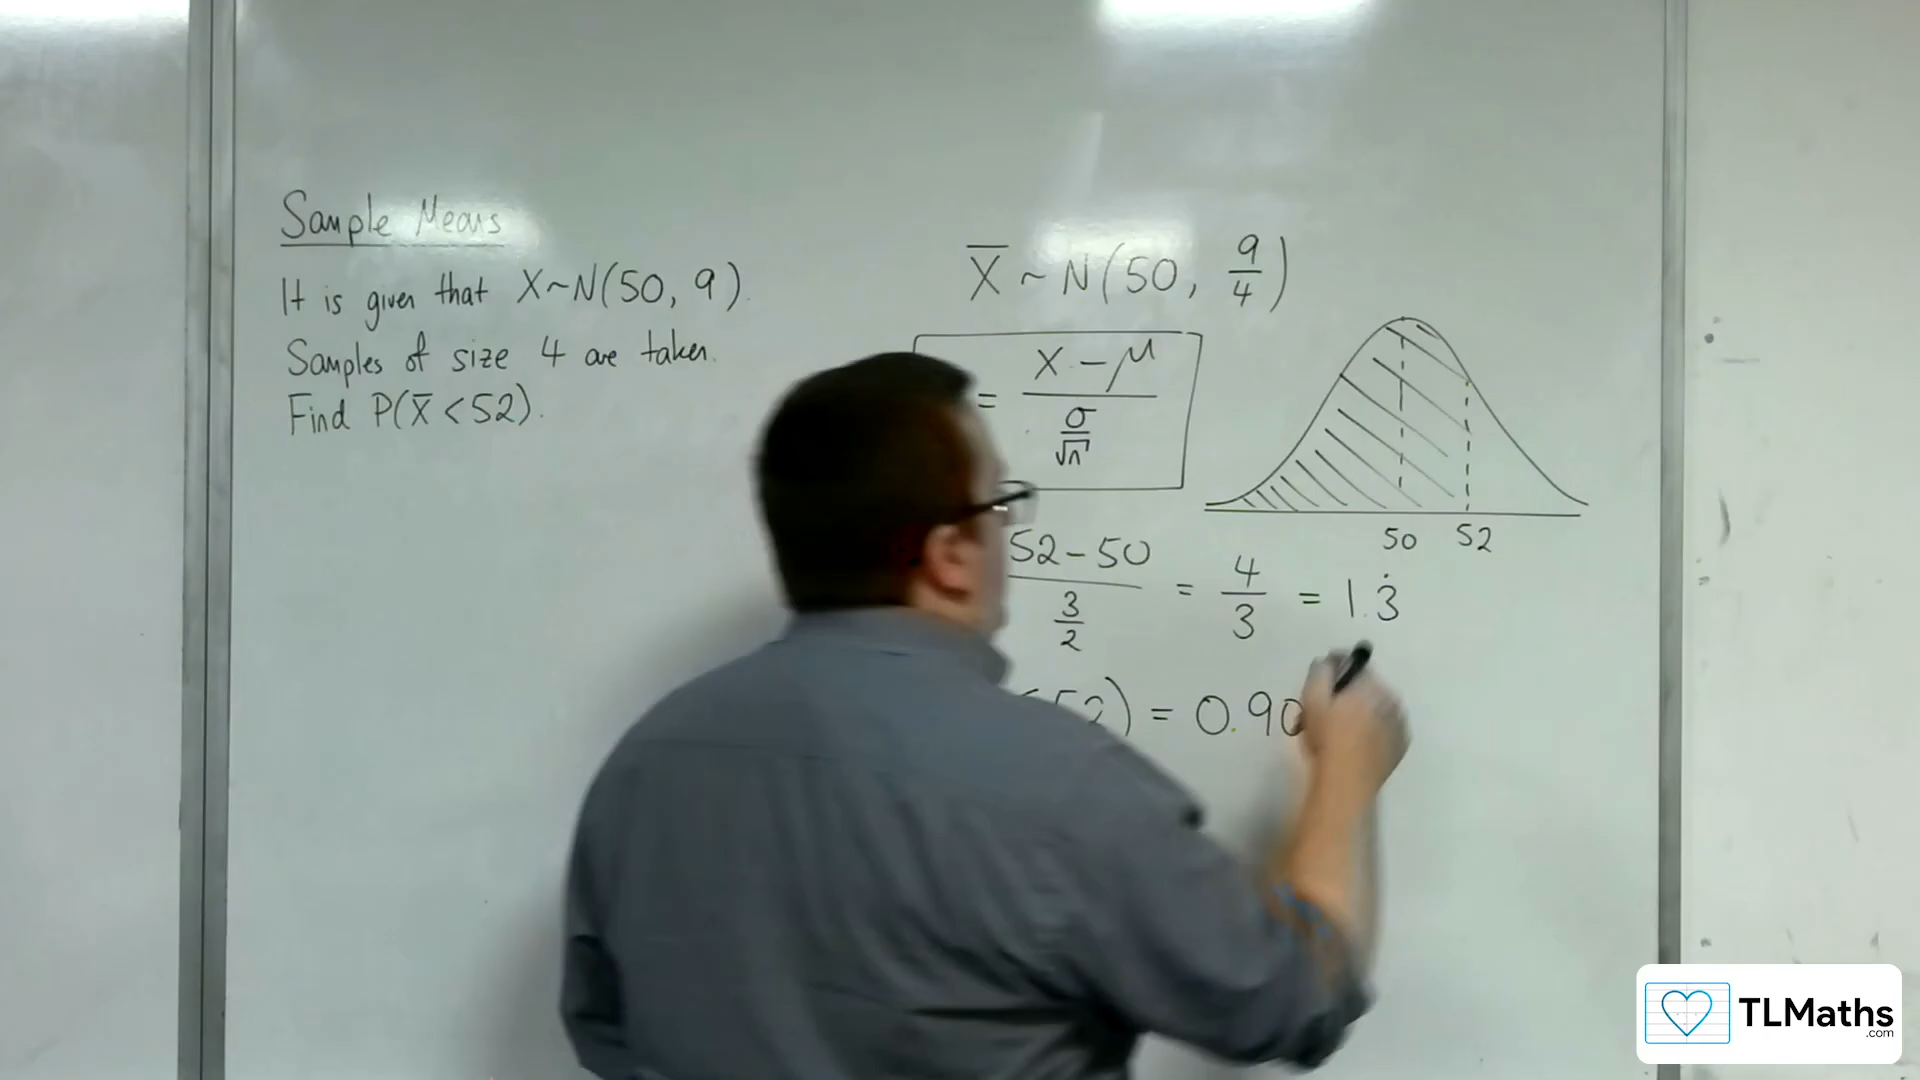 Sample Means
It is given that X~N(50, 9).
Samples of size 4 are taken.
Find P(X̅ < 52).
X̅ ~ N(50, 9/4)
= (X - μ) / (σ/√n)
50 52
(52 - 50) / (3/2) = 4/3 = 1.3̇
52) = 0.90
TLMaths
.com